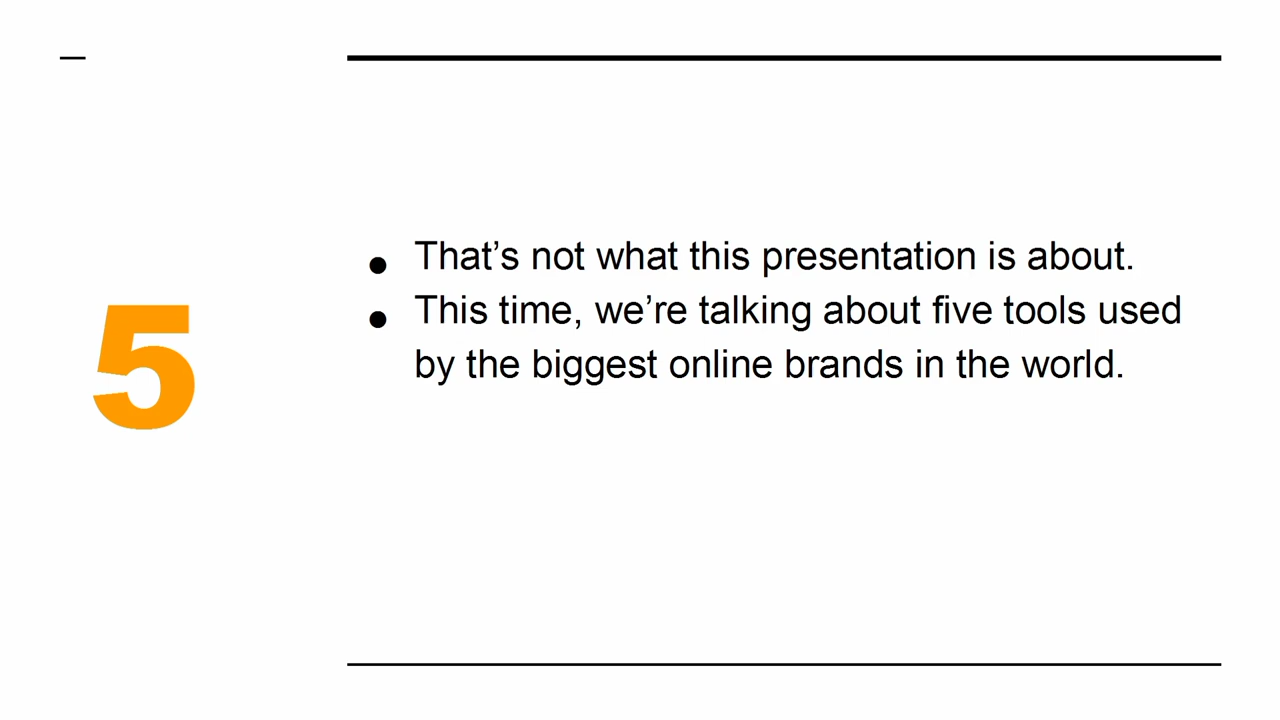 5
• That’s not what this presentation is about.
• This time, we’re talking about five tools used
by the biggest online brands in the world.